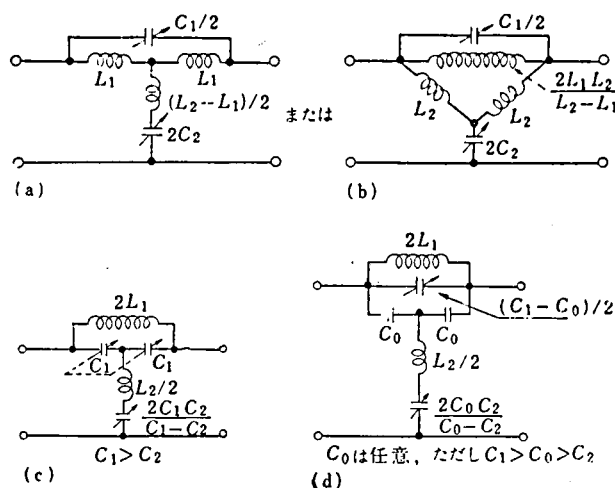 C₁/2
L₁ L₁
(L₂--L₁)/2
2C₂
(a)
または
C₁/2
2L₁L₂
L₂-L₁
L₂ L₂
2C₂
(b)
2L₁
C₁ C₁
L₂/2
2C₁C₂
C₁-C₂
C₁>C₂
(c)
2L₁
(C₁-C₀)/2
C₀ C₀
L₂/2
2C₀C₂
C₀-C₂
C₀は任意，ただしC₁>C₀>C₂
(d)